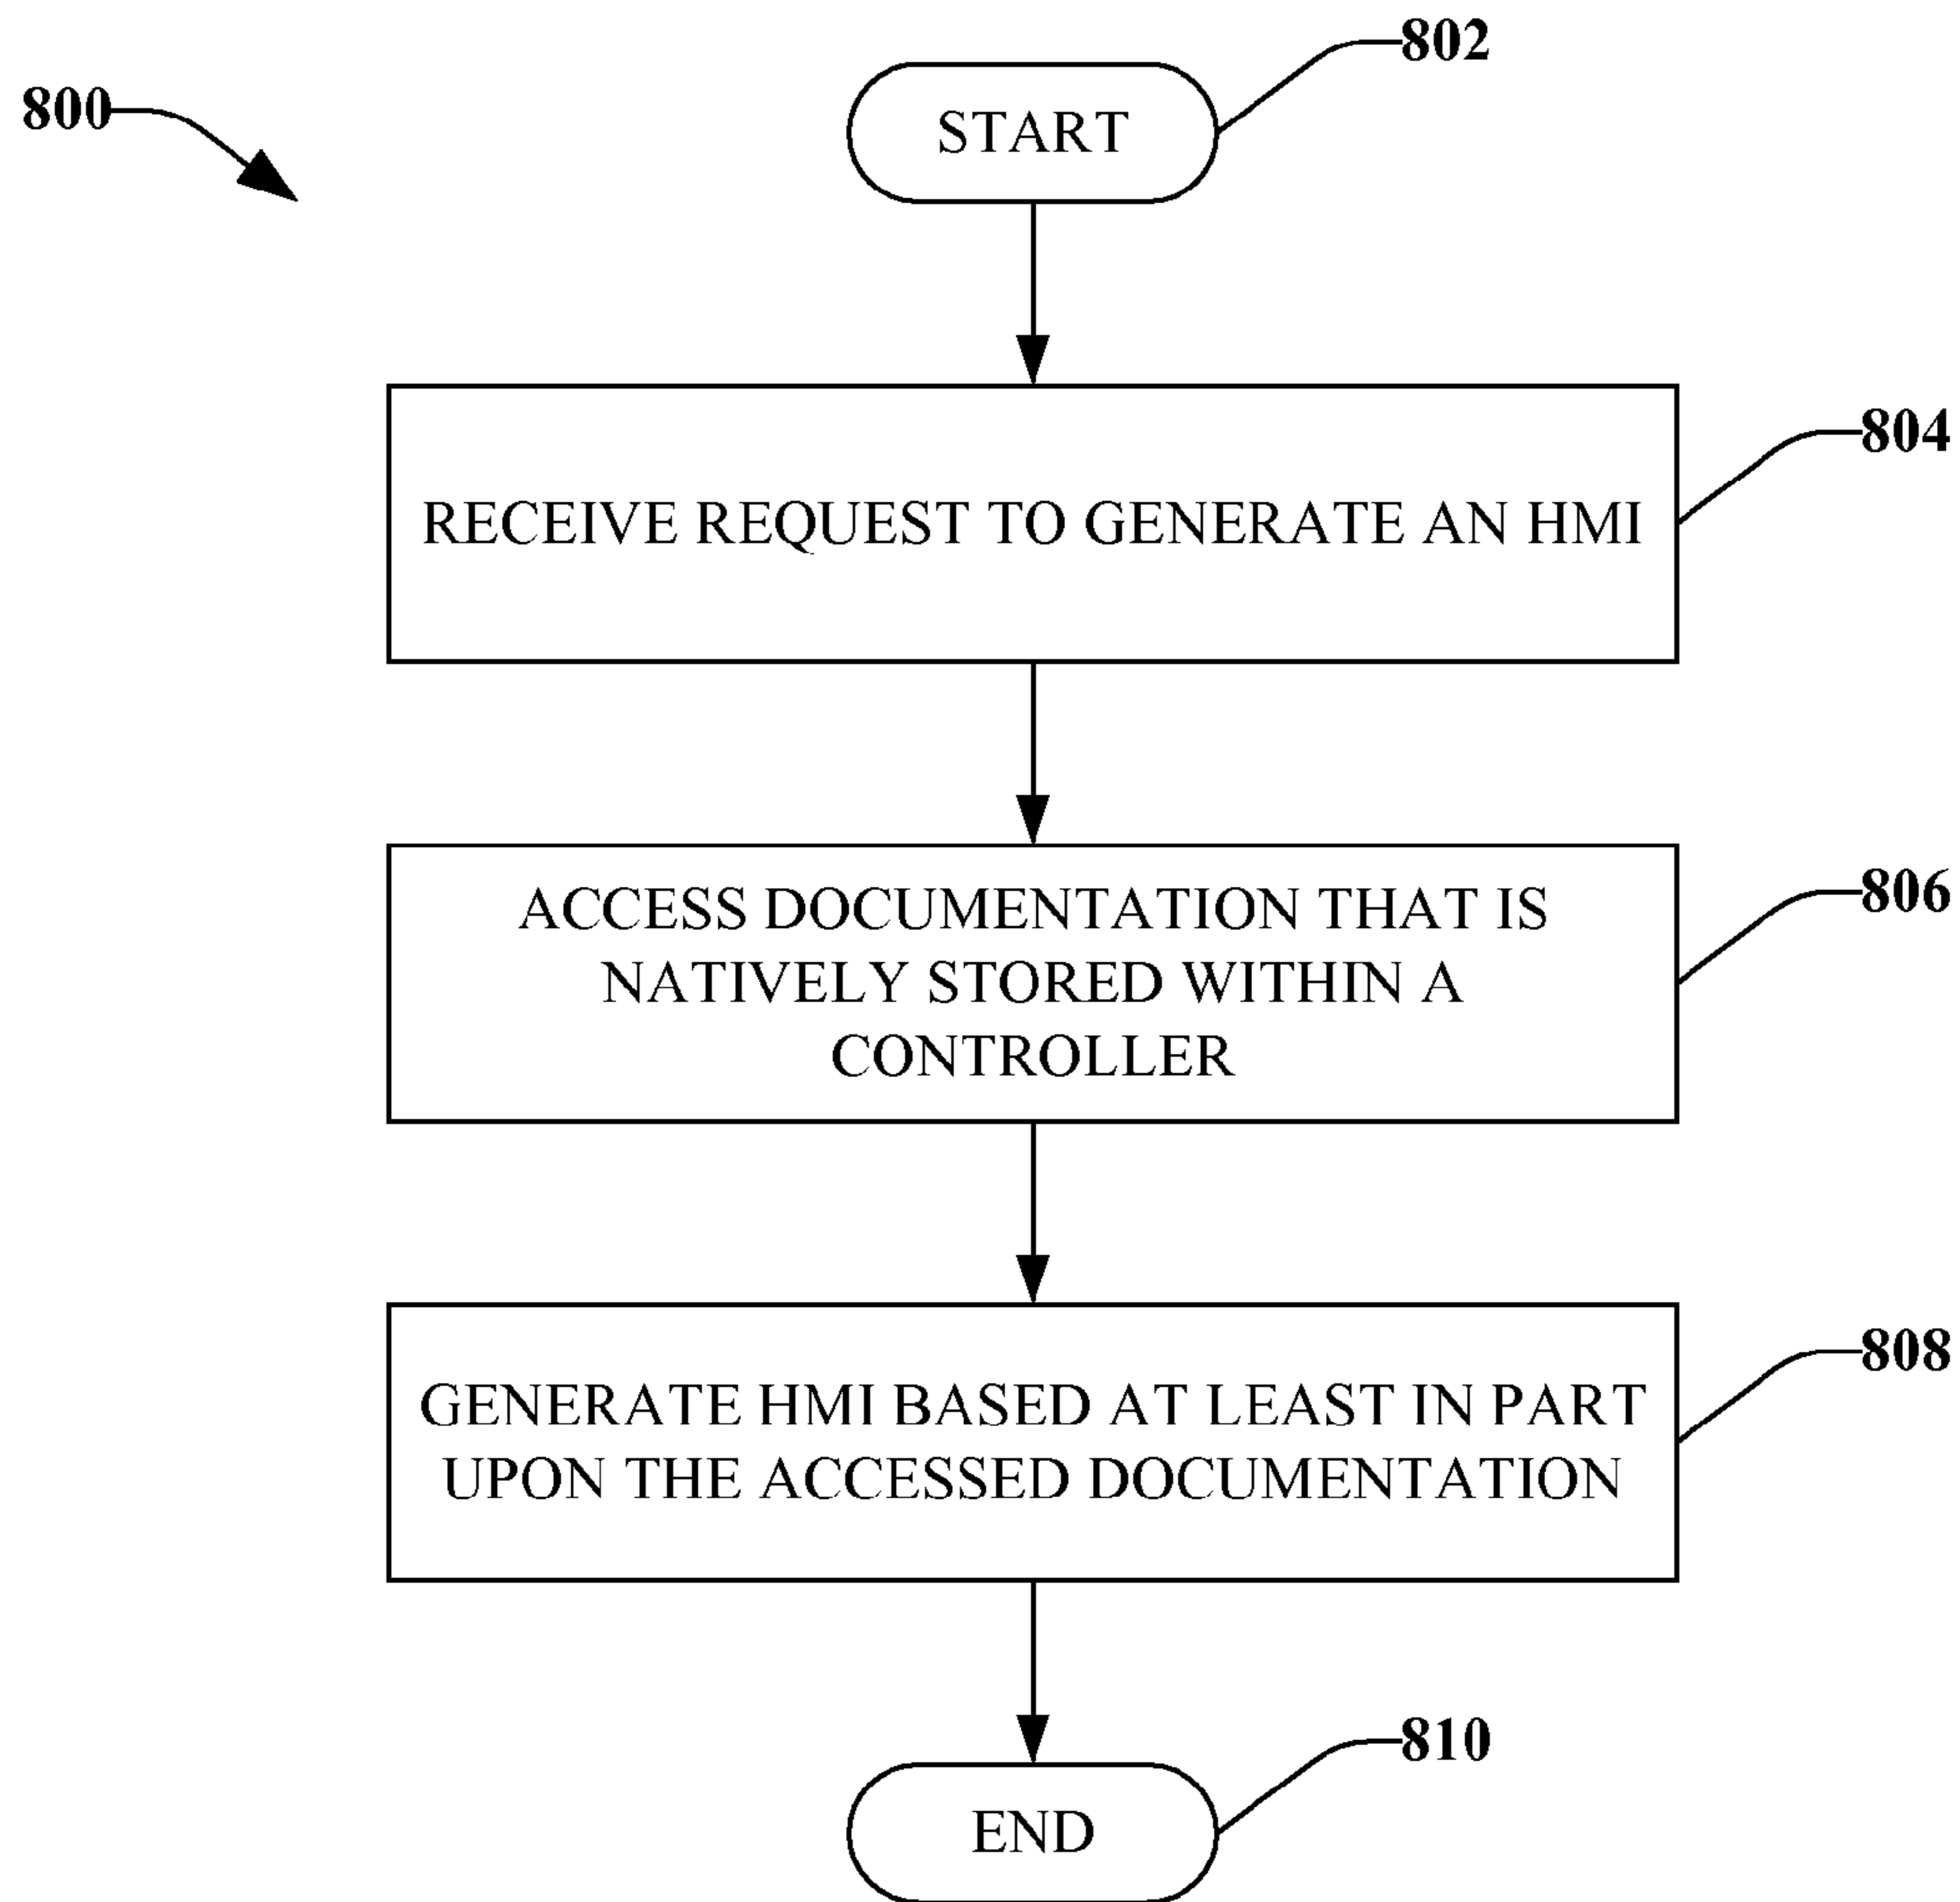 802
800
START
804
RECEIVE REQUEST TO GENERATE AN HMI
806
ACCESS DOCUMENTATION THAT IS
NATIVELY STORED WITHIN A
CONTROLLER
808
GENERATE HMI BASED AT LEAST IN PART
UPON THE ACCESSED DOCUMENTATION
810
END